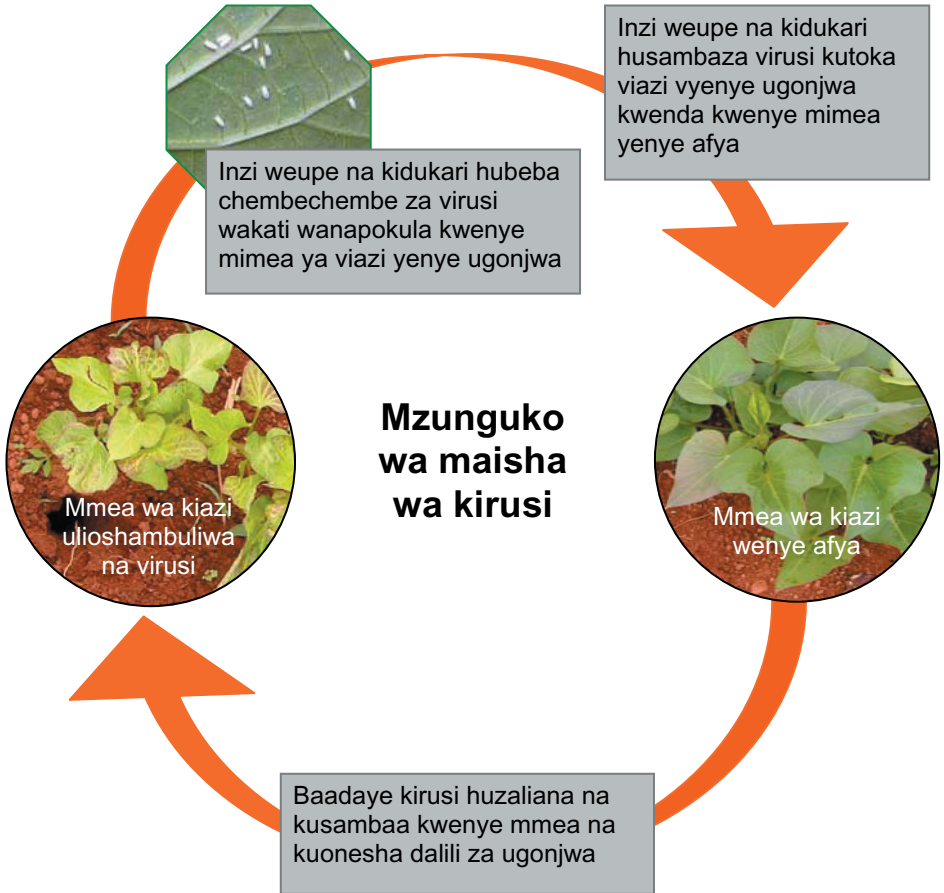 Inzi weupe na kidukari
husambaza virusi kutoka
viazi vyenye ugonjwa
kwenda kwenye mimea
yenye afya
Inzi weupe na kidukari hubeba
chembechembe za virusi
wakati wanapokula kwenye
mimea ya viazi yenye ugonjwa
Mzunguko
wa maisha
wa kirusi
Mmea wa kiazi
ulioshambuliwa
na virusi
Mmea wa kiazi
wenye afya
Baadaye kirusi huzaliana na
kusambaa kwenye mmea na
kuonesha dalili za ugonjwa